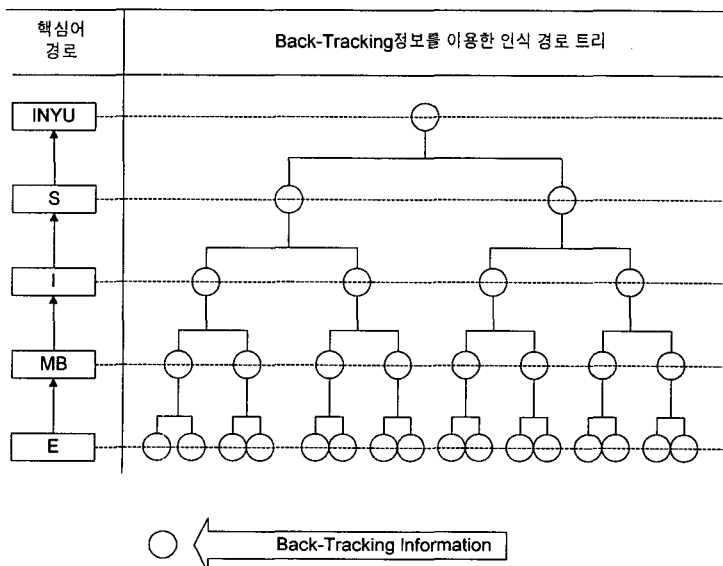 핵심어
경로
Back-Tracking정보를 이용한 인식 경로 트리
INYU
S
I
MB
E
Back-Tracking Information